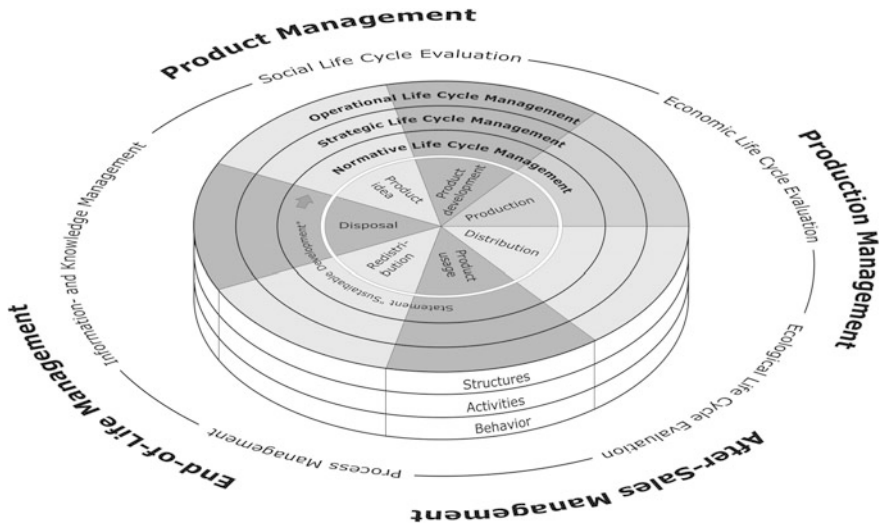 Product Management
Social Life Cycle Evaluation
Economic Life Cycle Evaluation
Production Management
Ecological Life Cycle Evaluation
After-Sales Management
Process Management
End-of-Life Management
Information- and Knowledge Management
Operational Life Cycle Management
Strategic Life Cycle Management
Normative Life Cycle Management
Product
idea
Product
development
Production
Distribution
Product
usage
Redistri-
bution
Disposal
Statement "Sustaibable Development"
Structures
Activities
Behavior